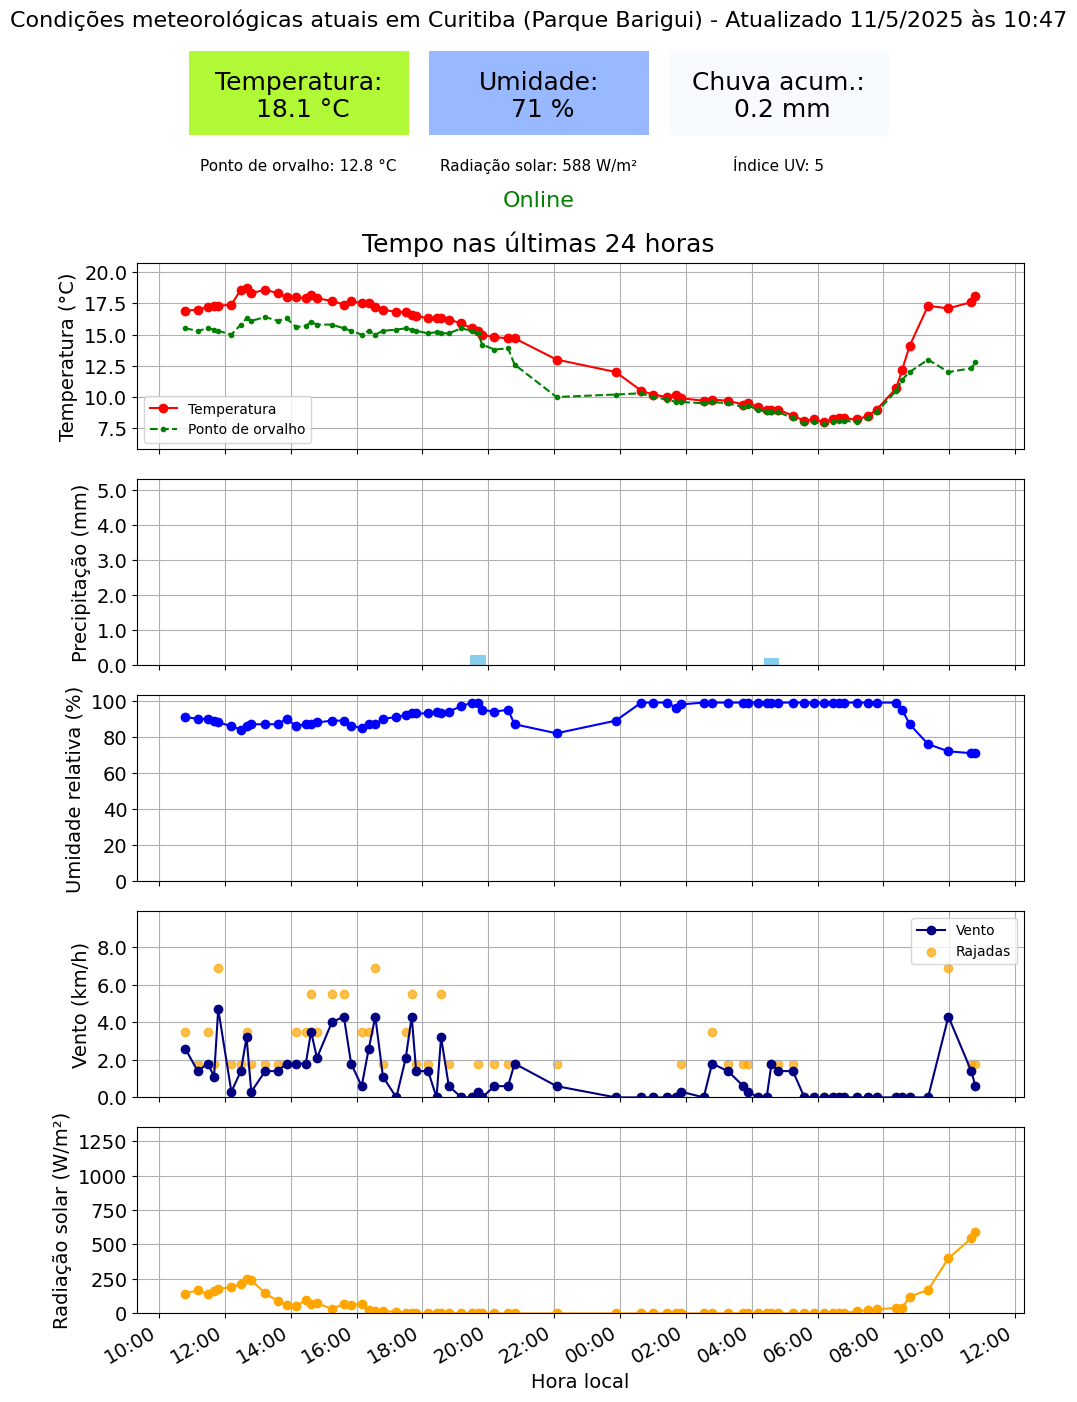 Condições meteorológicas atuais em Curitiba (Parque Barigui) - Atualizado 11/5/2025 às 10:47
Temperatura:
18.1 °C
Umidade:
71 %
Chuva acum.:
0.2 mm
Ponto de orvalho: 12.8 °C
Radiação solar: 588 W/m²
Índice UV: 5
Online
Tempo nas últimas 24 horas
Temperatura (°C)
20.0
17.5
15.0
12.5
10.0
7.5
Temperatura
Ponto de orvalho
Precipitação (mm)
5.0
4.0
3.0
2.0
1.0
0.0
Umidade relativa (%)
100
80
60
40
20
0
Vento (km/h)
8.0
6.0
4.0
2.0
0.0
Vento
Rajadas
Radiação solar (W/m²)
1250
1000
750
500
250
0
10:00
12:00
14:00
16:00
18:00
20:00
22:00
00:00
02:00
04:00
06:00
08:00
10:00
12:00
Hora local